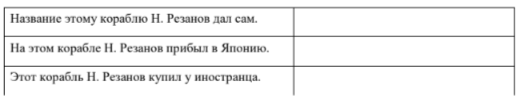 Название этому кораблю Н. Резанов дал сам.
На этом корабле Н. Резанов прибыл в Японию.
Этот корабль Н. Резанов купил у иностранца.